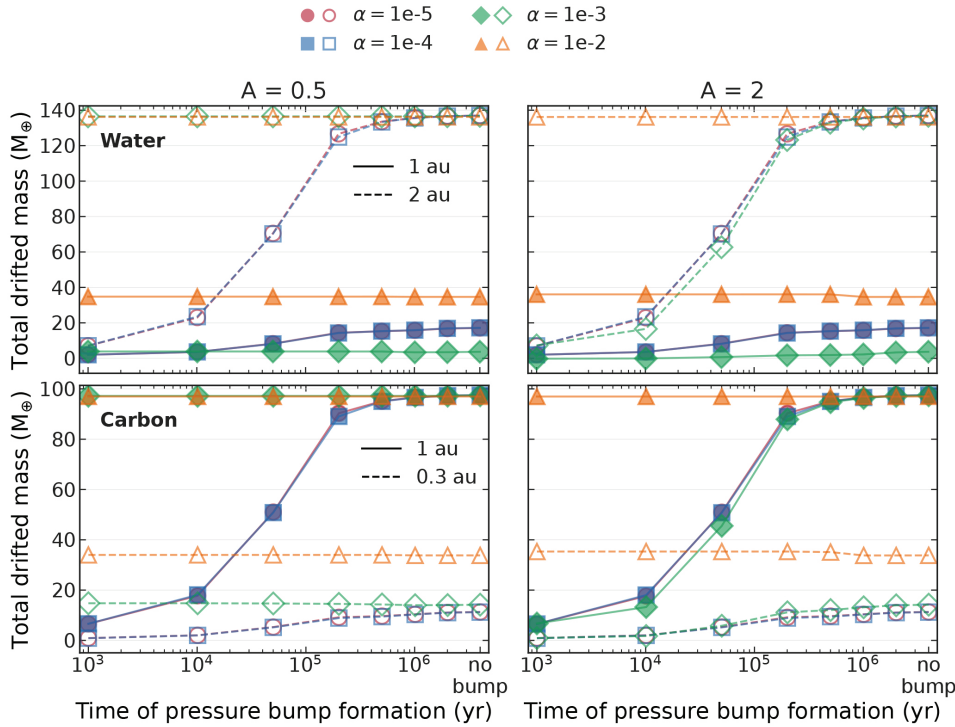 α = 1e-5
α = 1e-3
α = 1e-4
α = 1e-2
A = 0.5
A = 2
Total drifted mass (M⊕)
140
120
100
80
60
40
20
0
Water
1 au
2 au
Total drifted mass (M⊕)
100
80
60
40
20
0
Carbon
1 au
0.3 au
10³ 10⁴ 10⁵ 10⁶ no bump
10³ 10⁴ 10⁵ 10⁶ no bump
Time of pressure bump formation (yr)
Time of pressure bump formation (yr)